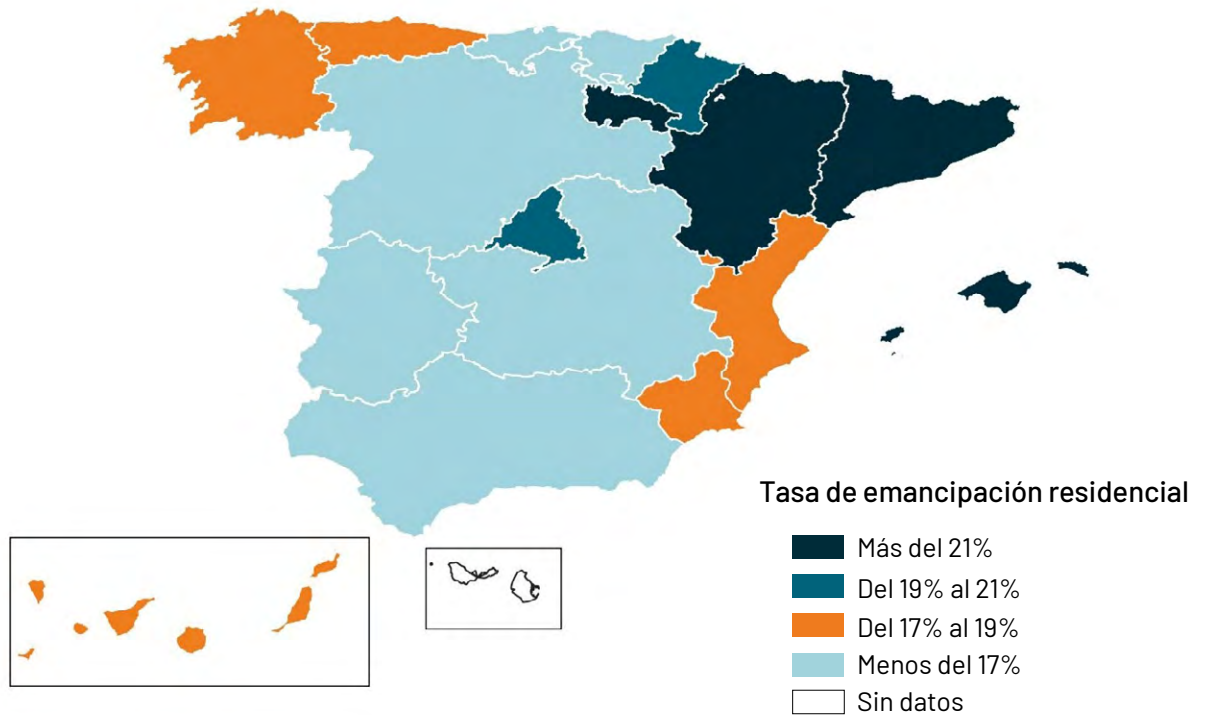 Tasa de emancipación residencial
Más del 21%
Del 19% al 21%
Del 17% al 19%
Menos del 17%
Sin datos